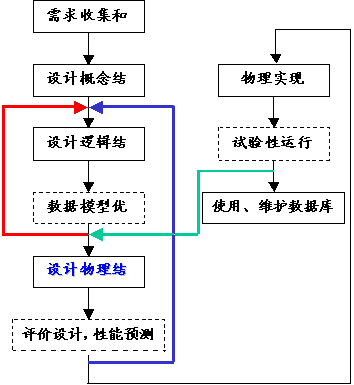 需求收集和
设计概念结
设计逻辑结
数据模型优
设计物理结
评价设计，性能预测
物理实现
试验性运行
使用、维护数据库